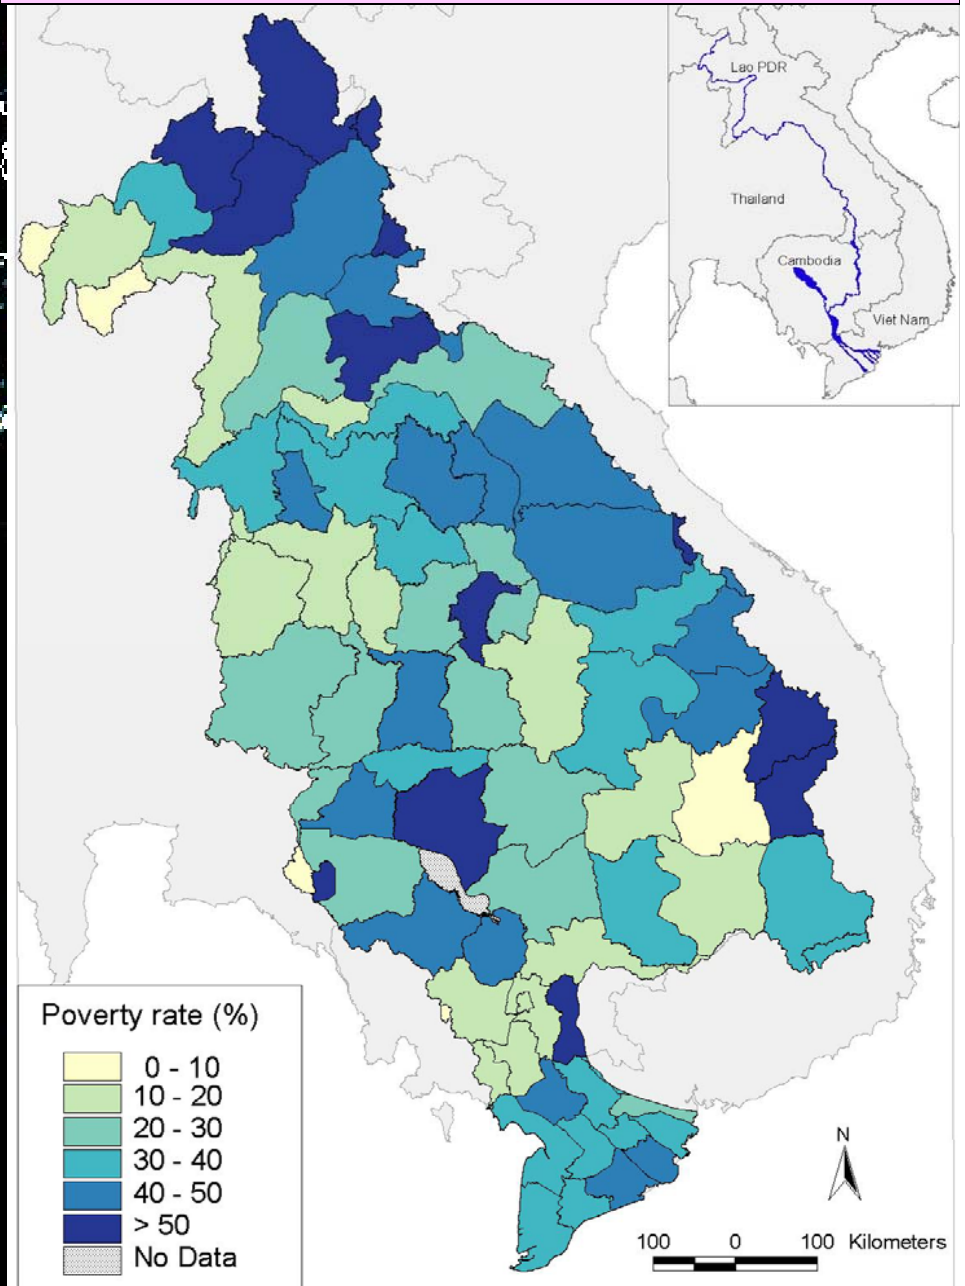 Lao PDR
Thailand
Cambodia
Viet Nam
Poverty rate (%)
0 - 10
10 - 20
20 - 30
30 - 40
40 - 50
> 50
No Data
N
100 0 100 Kilometers